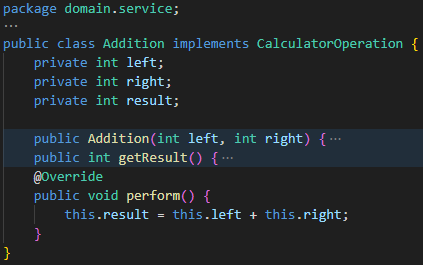 package domain.service;
…
public class Addition implements CalculatorOperation {
    private int left;
    private int right;
    private int result;

    public Addition(int left, int right) {…
    public int getResult() {…
    @Override
    public void perform() {
        this.result = this.left + this.right;
    }
}